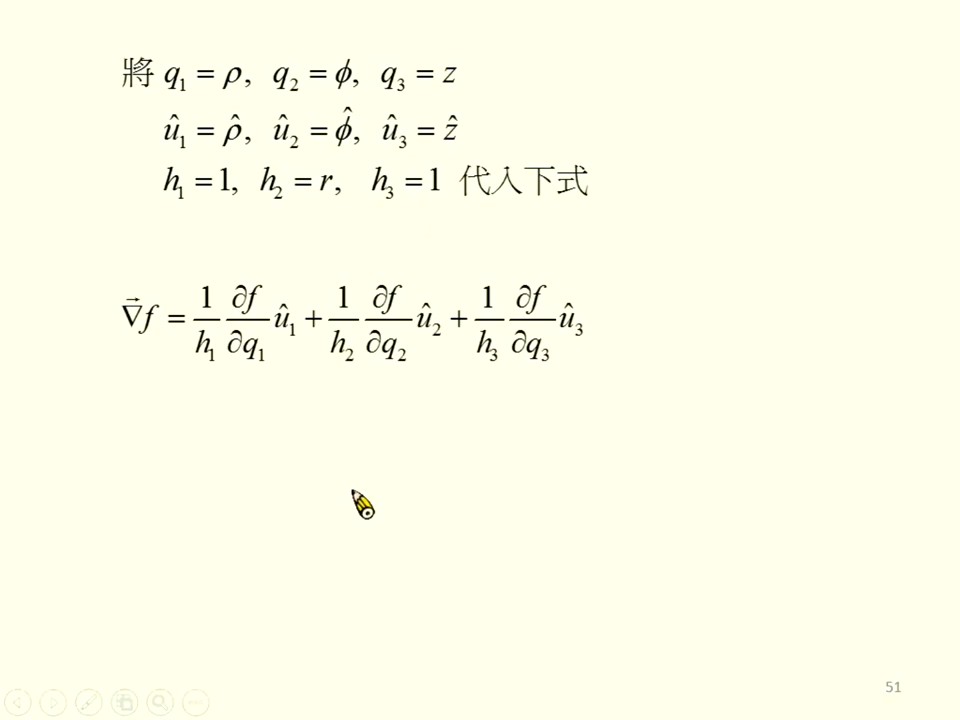 將 q₁ = ρ, q₂ = ϕ, q₃ = z
û₁ = ρ̂, û₂ = ϕ̂, û₃ = ẑ
h₁ = 1, h₂ = r, h₃ = 1 代入下式
∇⃗f = 1/h₁ ∂f/∂q₁ û₁ + 1/h₂ ∂f/∂q₂ û₂ + 1/h₃ ∂f/∂q₃ û₃
51